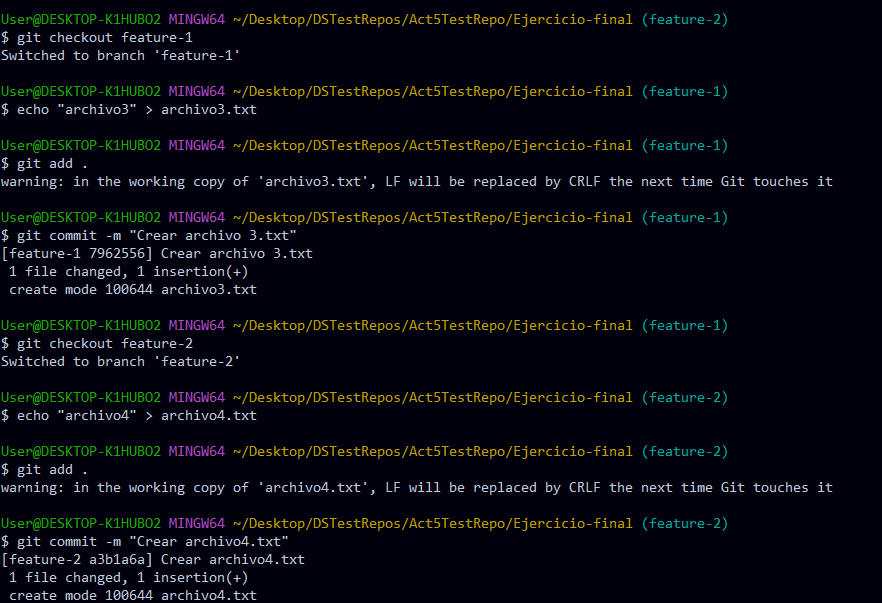 User@DESKTOP-K1HUBO2 MINGW64 ~/Desktop/DSTestRepos/Act5TestRepo/Ejercicio-final (feature-2)
$ git checkout feature-1
Switched to branch 'feature-1'
User@DESKTOP-K1HUBO2 MINGW64 ~/Desktop/DSTestRepos/Act5TestRepo/Ejercicio-final (feature-1)
$ echo "archivo3" > archivo3.txt
User@DESKTOP-K1HUBO2 MINGW64 ~/Desktop/DSTestRepos/Act5TestRepo/Ejercicio-final (feature-1)
$ git add .
warning: in the working copy of 'archivo3.txt', LF will be replaced by CRLF the next time Git touches it
User@DESKTOP-K1HUBO2 MINGW64 ~/Desktop/DSTestRepos/Act5TestRepo/Ejercicio-final (feature-1)
$ git commit -m "Crear archivo 3.txt"
[feature-1 7962556] Crear archivo 3.txt
1 file changed, 1 insertion(+)
create mode 100644 archivo3.txt
User@DESKTOP-K1HUBO2 MINGW64 ~/Desktop/DSTestRepos/Act5TestRepo/Ejercicio-final (feature-1)
$ git checkout feature-2
Switched to branch 'feature-2'
User@DESKTOP-K1HUBO2 MINGW64 ~/Desktop/DSTestRepos/Act5TestRepo/Ejercicio-final (feature-2)
$ echo "archivo4" > archivo4.txt
User@DESKTOP-K1HUBO2 MINGW64 ~/Desktop/DSTestRepos/Act5TestRepo/Ejercicio-final (feature-2)
$ git add .
warning: in the working copy of 'archivo4.txt', LF will be replaced by CRLF the next time Git touches it
User@DESKTOP-K1HUBO2 MINGW64 ~/Desktop/DSTestRepos/Act5TestRepo/Ejercicio-final (feature-2)
$ git commit -m "Crear archivo4.txt"
[feature-2 a3b1a6a] Crear archivo4.txt
1 file changed, 1 insertion(+)
create mode 100644 archivo4.txt